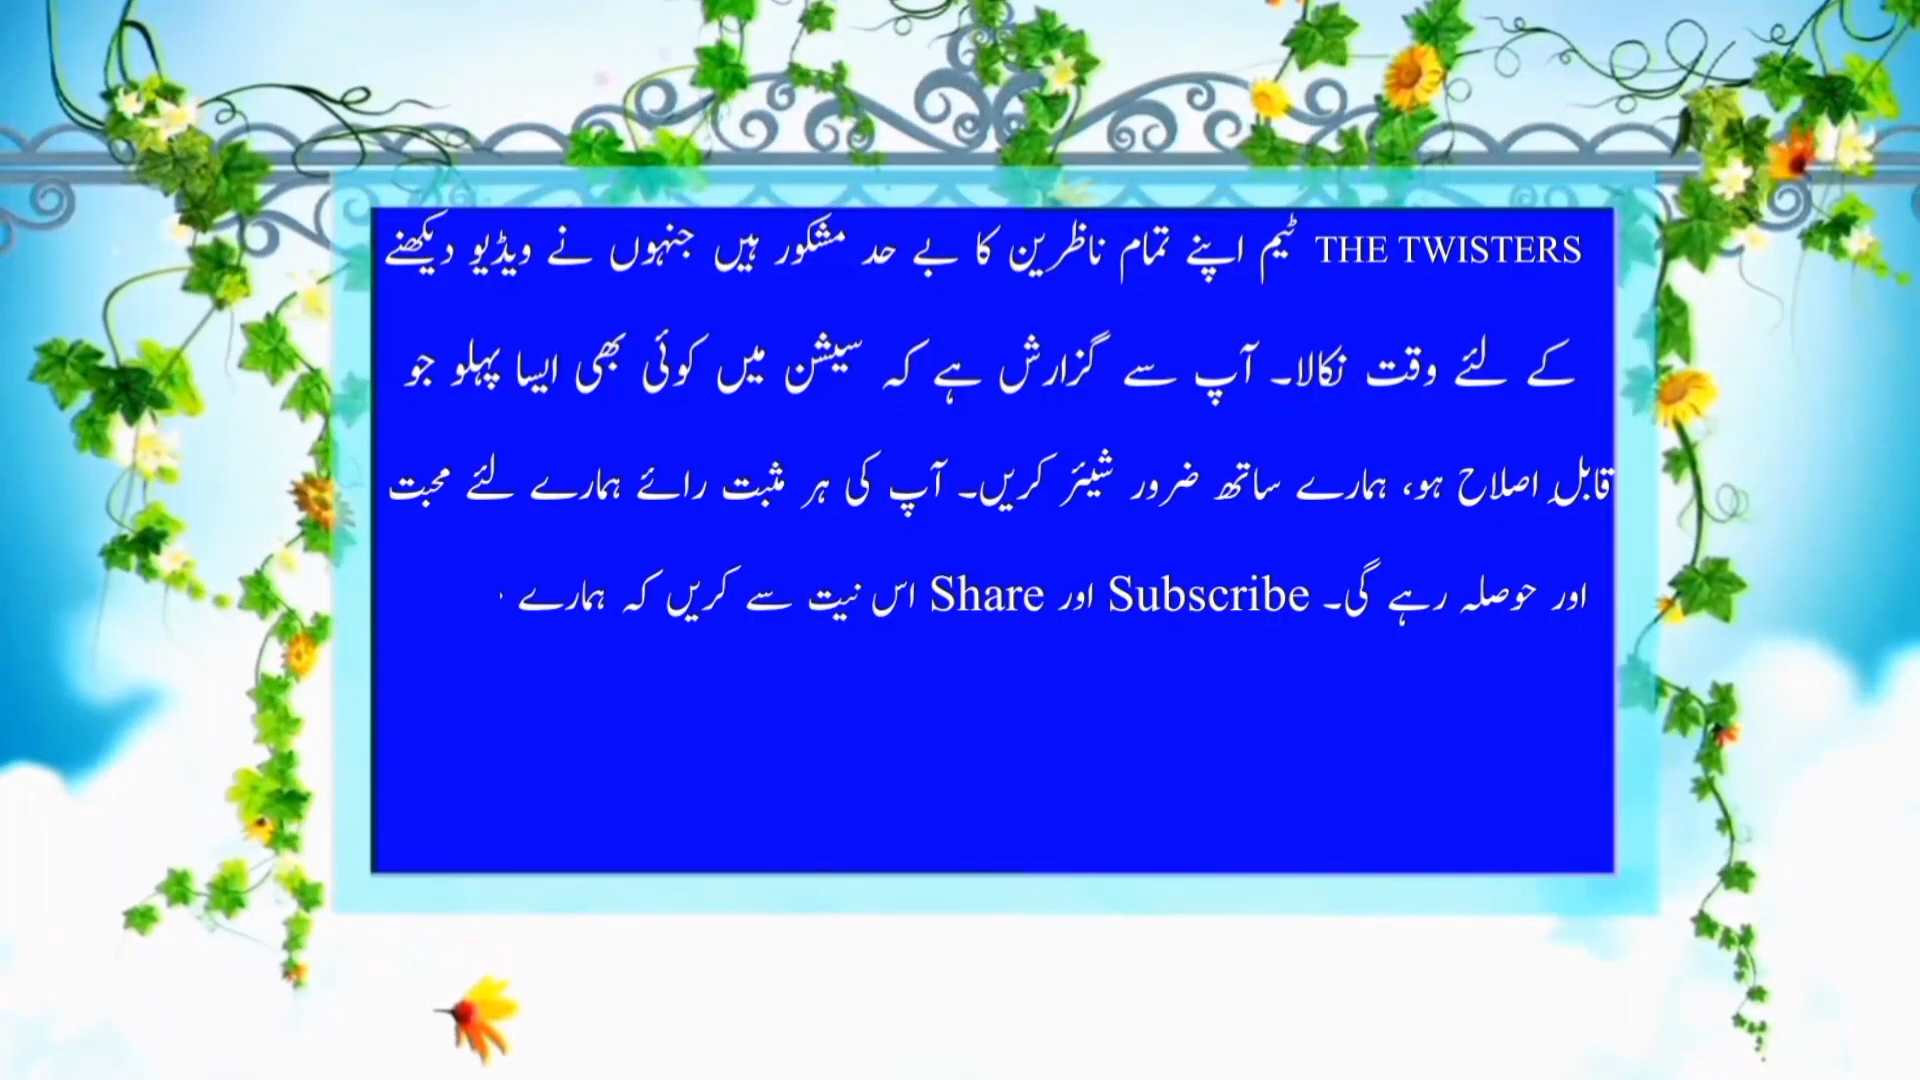 THE TWISTERS ٹیم اپنے تمام ناظرین کا بے حد مشکور ہیں جنہوں نے ویڈیو دیکھنے
کے لئے وقت نکالا۔ آپ سے گزارش ہے کہ سیشن میں کوئی بھی ایسا پہلو جو
قابلِ اصلاح ہو، ہمارے ساتھ ضرور شیئر کریں۔ آپ کی ہر مثبت رائے ہمارے لئے محبت
اور حوصلہ رہے گی۔ Subscribe اور Share اس نیت سے کریں کہ ہمارے